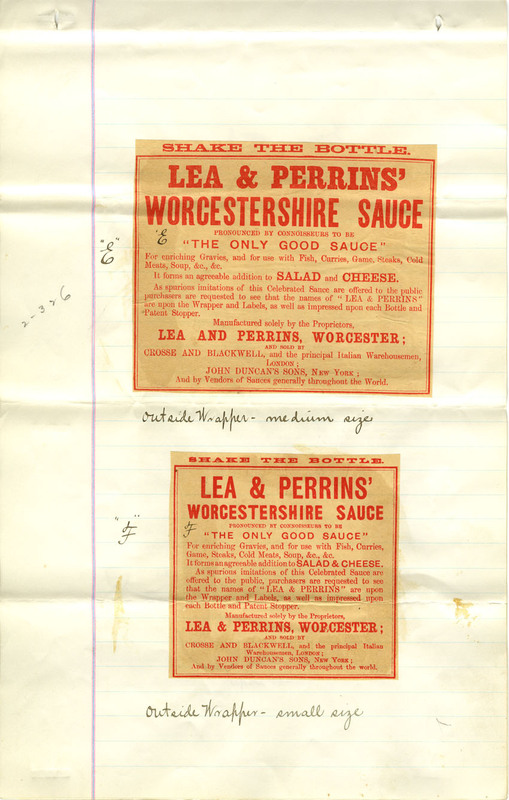 SHAKE THE BOTTLE.
LEA & PERRINS'
WORCESTERSHIRE SAUCE
"E" 'E PRONOUNCED BY CONNOISSEURS TO BE
"THE ONLY GOOD SAUCE"
For enriching Gravies, and for use with Fish, Curries, Game, Steaks, Cold
Meats, Soup, &c., &c.
It forms an agreeable addition to SALAD and CHEESE.
As spurious imitations of this Celebrated Sauce are offered to the public
purchasers are requested to see that the names of "LEA & PERRINS"
are upon the Wrapper and Labels, as well as impressed upon each Bottle and
Patent Stopper.
2-326
Manufactured solely by the Proprietors,
LEA AND PERRINS, WORCESTER;
AND SOLD BY
CROSSE AND BLACKWELL, and the principal Italian Warehousemen,
LONDON;
JOHN DUNCAN'S SONS, NEW YORK;
And by Vendors of Sauces generally throughout the World.
Outside Wrapper - medium size
SHAKE THE BOTTLE.
LEA & PERRINS'
WORCESTERSHIRE SAUCE
"F" F PRONOUNCED BY CONNOISSEURS TO BE
"THE ONLY GOOD SAUCE"
For enriching Gravies, and for use with Fish, Curries,
Game, Steaks, Cold Meats, Soup, &c., &c.
It forms an agreeable addition to SALAD & CHEESE.
As spurious imitations of this Celebrated Sauce are
offered to the public, purchasers are requested to see
that the names of "LEA & PERRINS" are upon
the Wrapper and Labels, as well as impressed upon
each Bottle and Patent Stopper.
Manufactured solely by the Proprietors,
LEA & PERRINS, WORCESTER;
AND SOLD BY
CROSSE AND BLACKWELL, and the principal Italian
Warehousemen, LONDON;
JOHN DUNCAN'S SONS, NEW YORK;
And by Vendors of Sauces generally throughout the world.
Outside Wrapper - small size